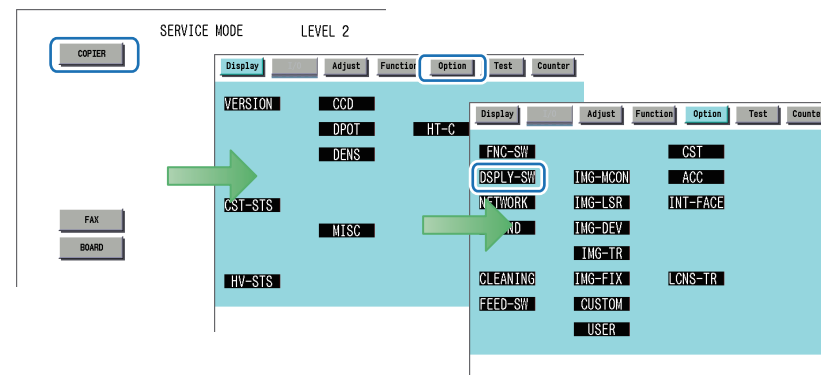 SERVICE MODE LEVEL 2
COPIER
FAX
BOARD
Display Adjust Function Option Test Counter
VERSION CCD
DPOT HT-C
DENS
CST-STS
MISC
HV-STS
Display Adjust Function Option Test Counte
FNC-SW CST
DSPLY-SW IMG-MCON ACC
NETWORK IMG-LSR INT-FACE
ND IMG-DEV
IMG-TR
CLEANING IMG-FIX LCNS-TR
FEED-SW CUSTOM
USER